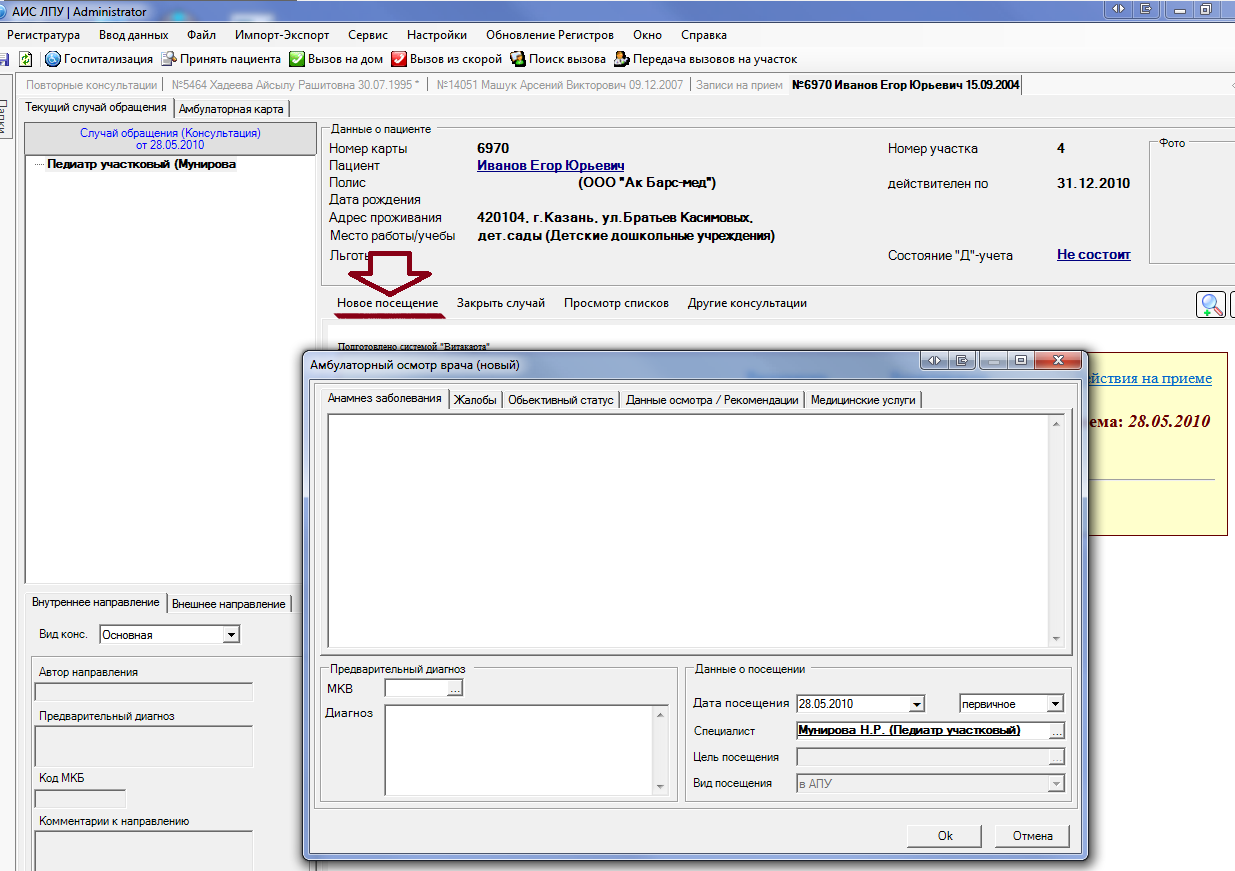 АИС ЛПУ | Administrator
Регистратура Ввод данных Файл Импорт-Экспорт Сервис Настройки Обновление Регистров Окно Справка
Госпитализация Принять пациента Вызов на дом Вызов из скорой Поиск вызова Передача вызовов на участок
Повторные консультации №5464 Хадеева Айсылу Рашитовна 30.07.1995 * №14051 Машук Арсений Викторович 09.12.2007 Записи на прием №6970 Иванов Егор Юрьевич 15.09.2004
Папки
Текущий случай обращения Амбулаторная карта
Случай обращения (Консультация)
от 28.05.2010
Педиатр участковый (Мунирова
Данные о пациенте
Номер карты 6970 Номер участка 4
Фото
Пациент Иванов Егор Юрьевич
Полис (ООО "Ак Барс-мед") действителен по 31.12.2010
Дата рождения
Адрес проживания 420104, г.Казань, ул.Братьев Касимовых,
Место работы/учебы дет.сады (Детские дошкольные учреждения)
Льготы Состояние "Д"-учета Не состоит
Новое посещение Закрыть случай Просмотр списков Другие консультации
Подготовлено системой "Витакарта"
Амбулаторный осмотр врача (новый)
ействия на приеме
ема: 28.05.2010
Анамнез заболевания Жалобы Обьективный статус Данные осмотра / Рекомендации Медицинские услуги
Внутреннее направление Внешнее направление
Вид конс. Основная
Автор направления
Предварительный диагноз
Код МКБ
Комментарии к направлению
Предварительный диагноз
МКВ ...
Диагноз
Данные о посещении
Дата посещения 28.05.2010 первичное
Специалист Мунирова Н.Р. (Педиатр участковый) ...
Цель посещения ...
Вид посещения в АПУ
Ok Отмена